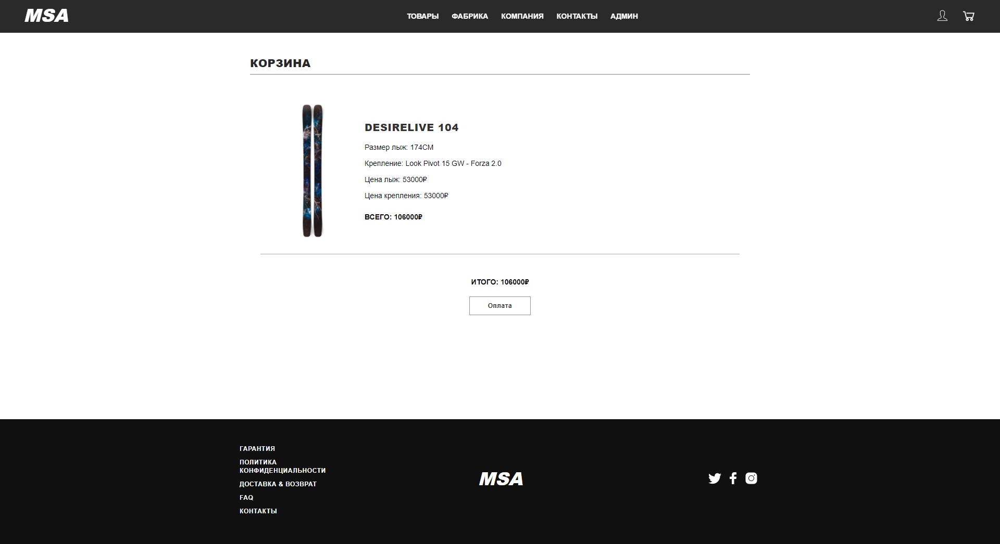 MSA
ТОВАРЫ ФАБРИКА КОМПАНИЯ КОНТАКТЫ АДМИН
КОРЗИНА
DESIRELIVE 104
Размер лыж: 174CM
Крепление: Look Pivot 15 GW - Forza 2.0
Цена лыж: 53000₽
Цена крепления: 53000₽
ВСЕГО: 106000₽
ИТОГО: 106000₽
Оплата
ГАРАНТИЯ
ПОЛИТИКА
КОНФИДЕНЦИАЛЬНОСТИ
ДОСТАВКА & ВОЗВРАТ
FAQ
КОНТАКТЫ
MSA